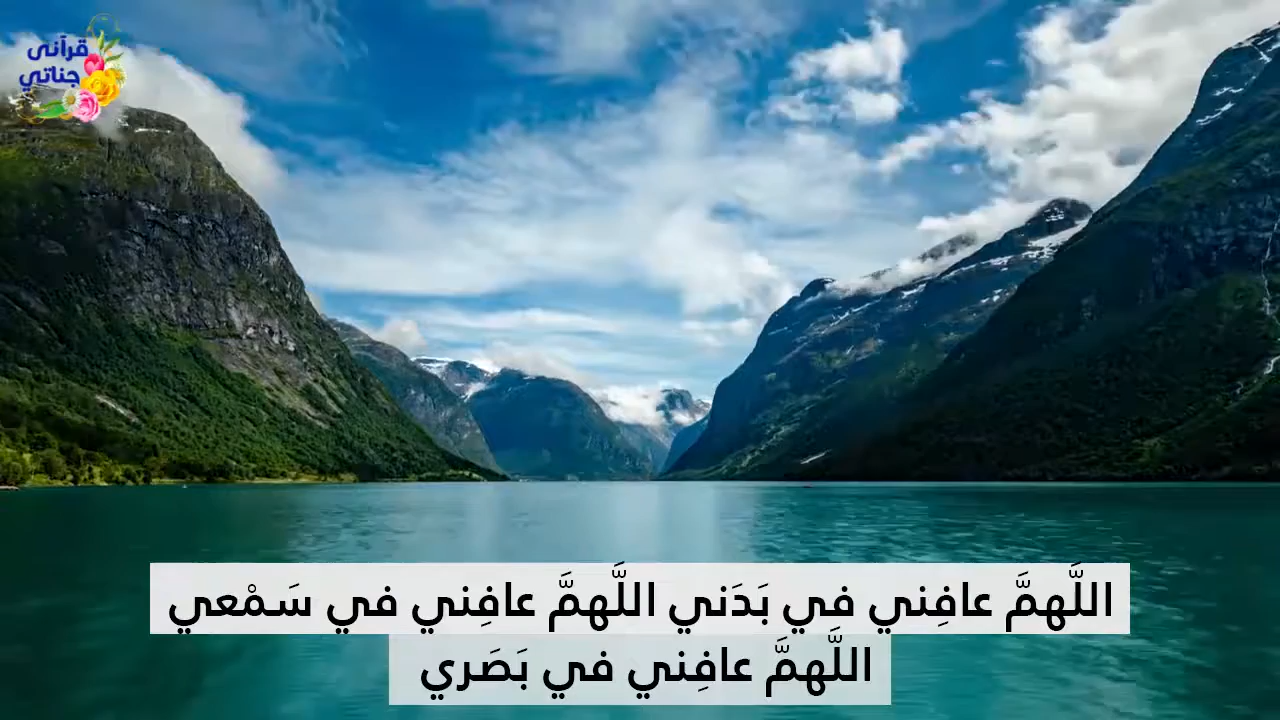 قرآنى
جناتي
اللَّهمَّ عافِني في بَدَني اللَّهمَّ عافِني في سَمْعي
اللَّهمَّ عافِني في بَصَري